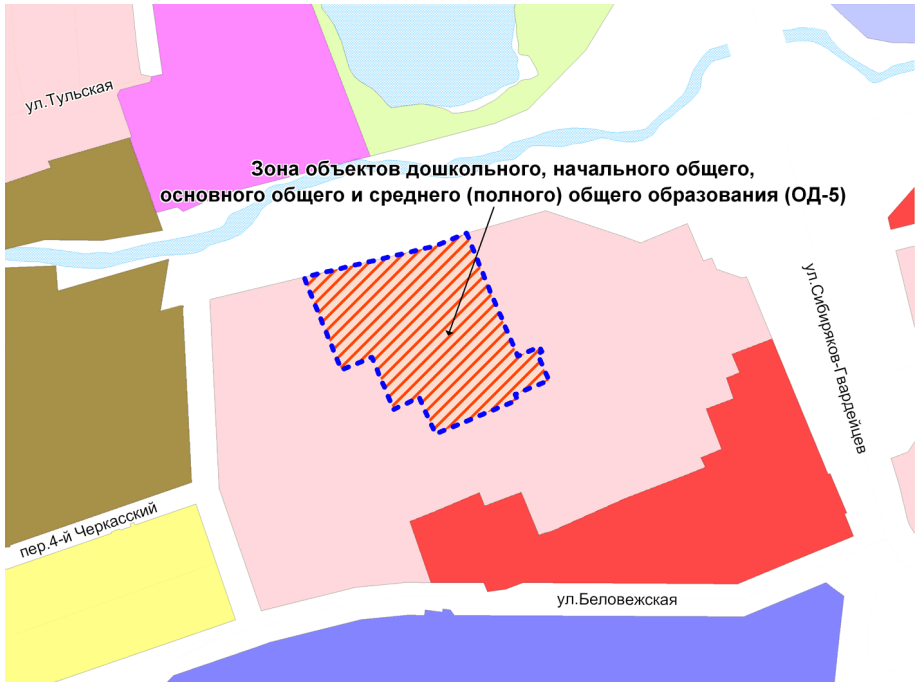 ул.Тульская
Зона объектов дошкольного, начального общего,
основного общего и среднего (полного) общего образования (ОД-5)
ул.Сибиряков-Гвардейцев
пер.4-й Черкасский
ул.Беловежская